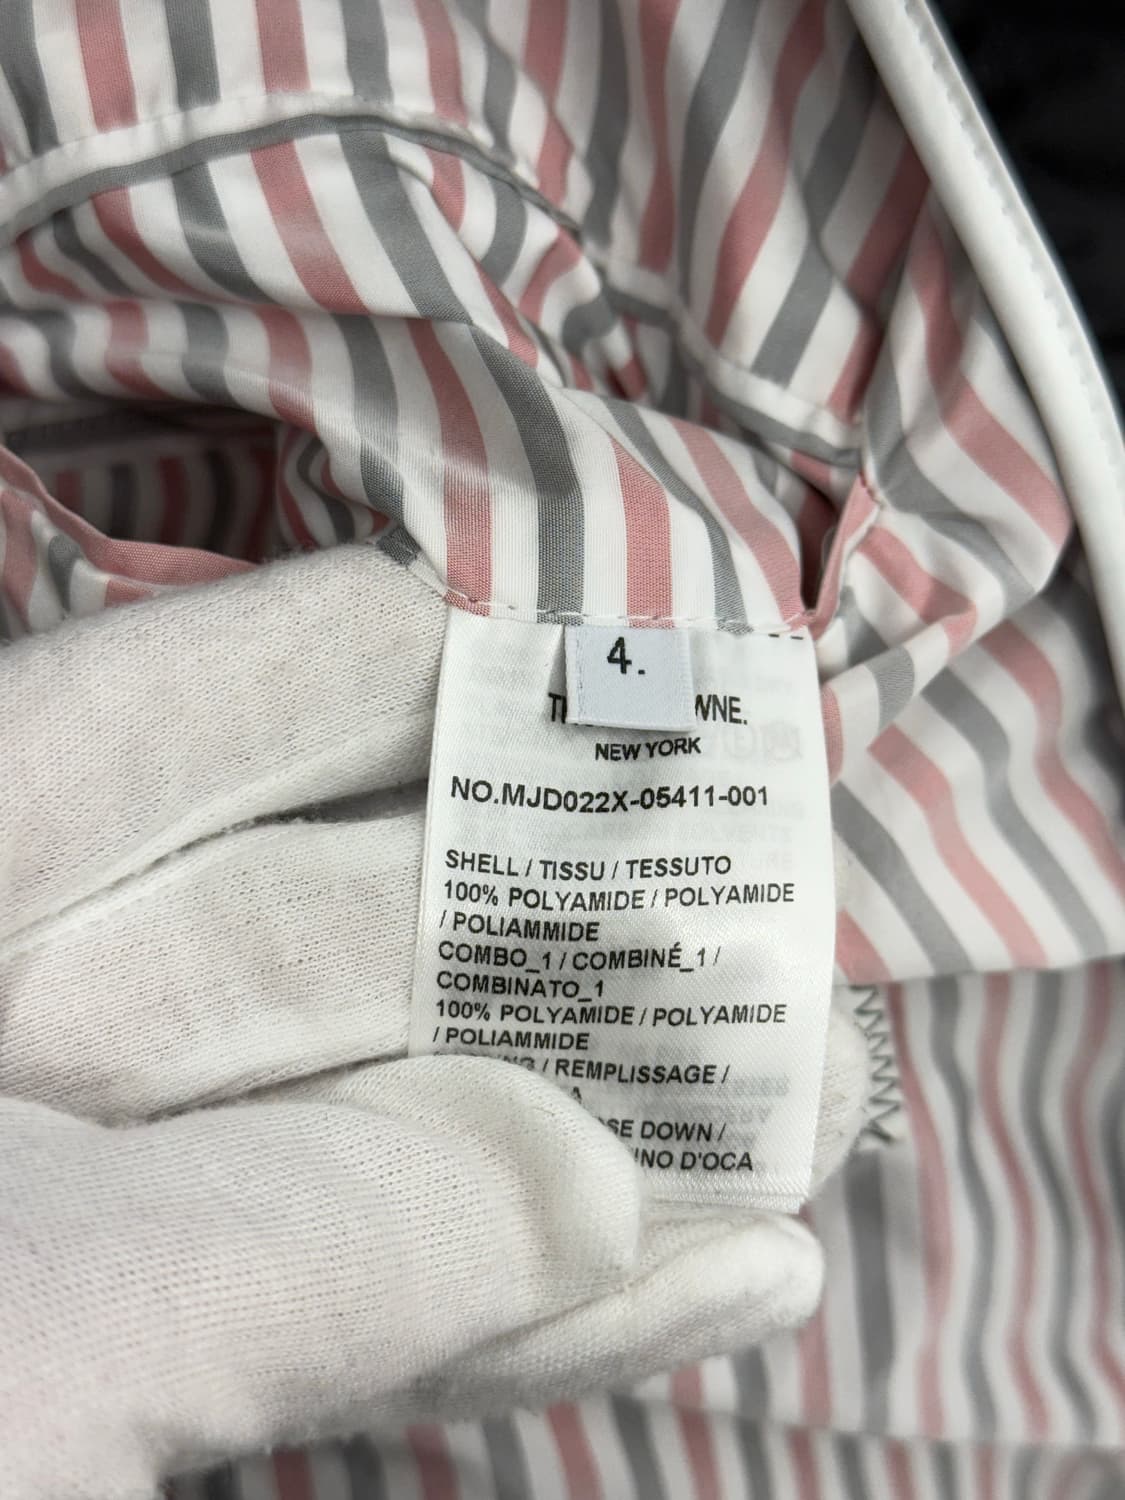 4.
WNE.
NEW YORK
NO.MJD022X-05411-001
SHELL / TISSU / TESSUTO
100% POLYAMIDE / POLYAMIDE
/ POLIAMMIDE
COMBO_1 / COMBINÉ_1 /
COMBINATO_1
100% POLYAMIDE / POLYAMIDE
/ POLIAMMIDE
/ REMPLISSAGE /
DOWN /
D'OCA